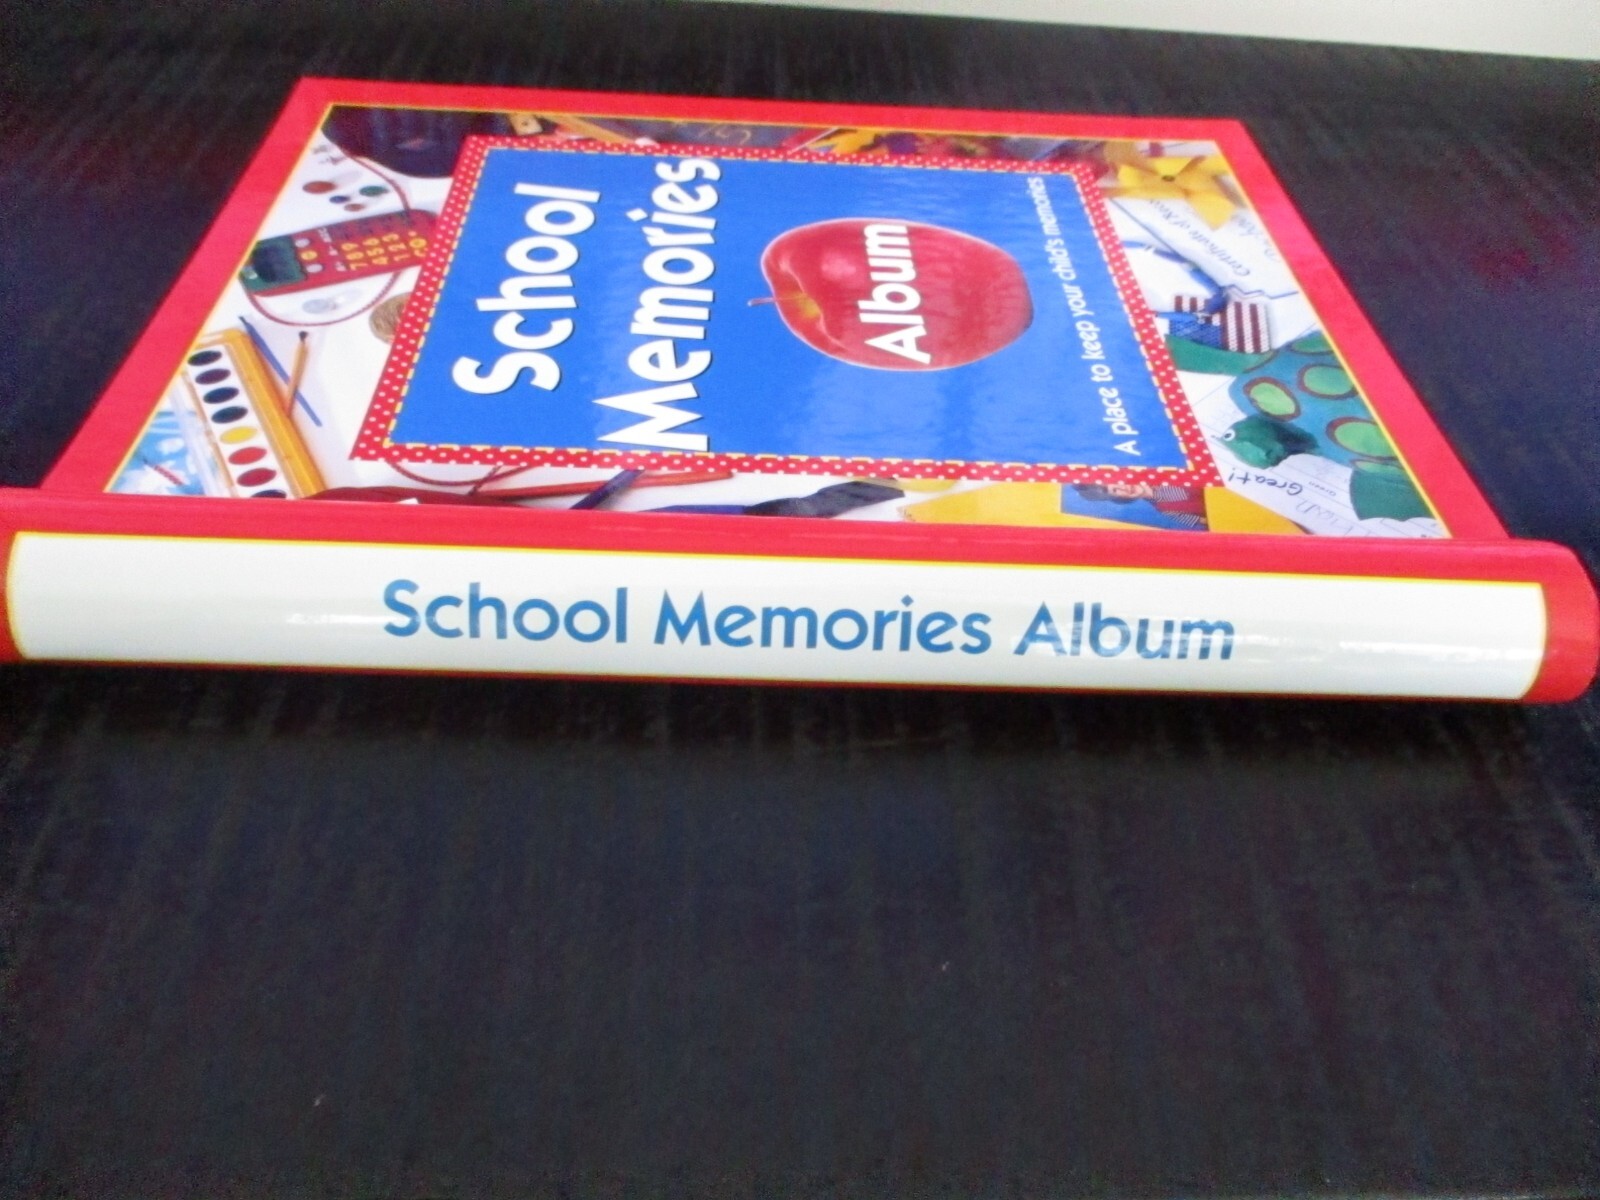 School
Memories
Album
A place to keep your child's memories
Great!
School Memories Album